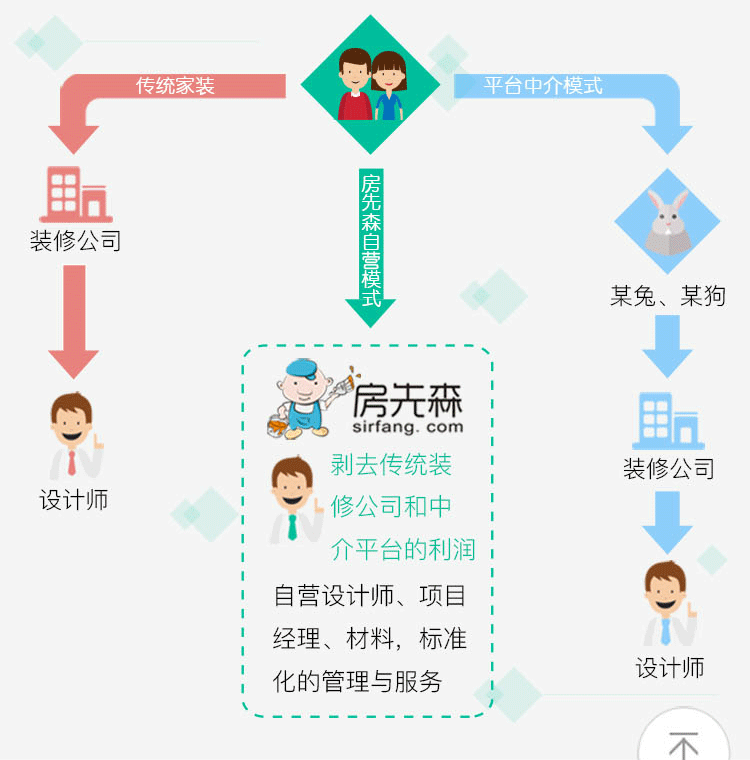 传统家装
平台中介模式
房先森自营模式
装修公司
某兔、某狗
房先森
sirfang. com
剥去传统装
修公司和中
介平台的利润
设计师
装修公司
自营设计师、项目
经理、材料，标准
化的管理与服务
设计师